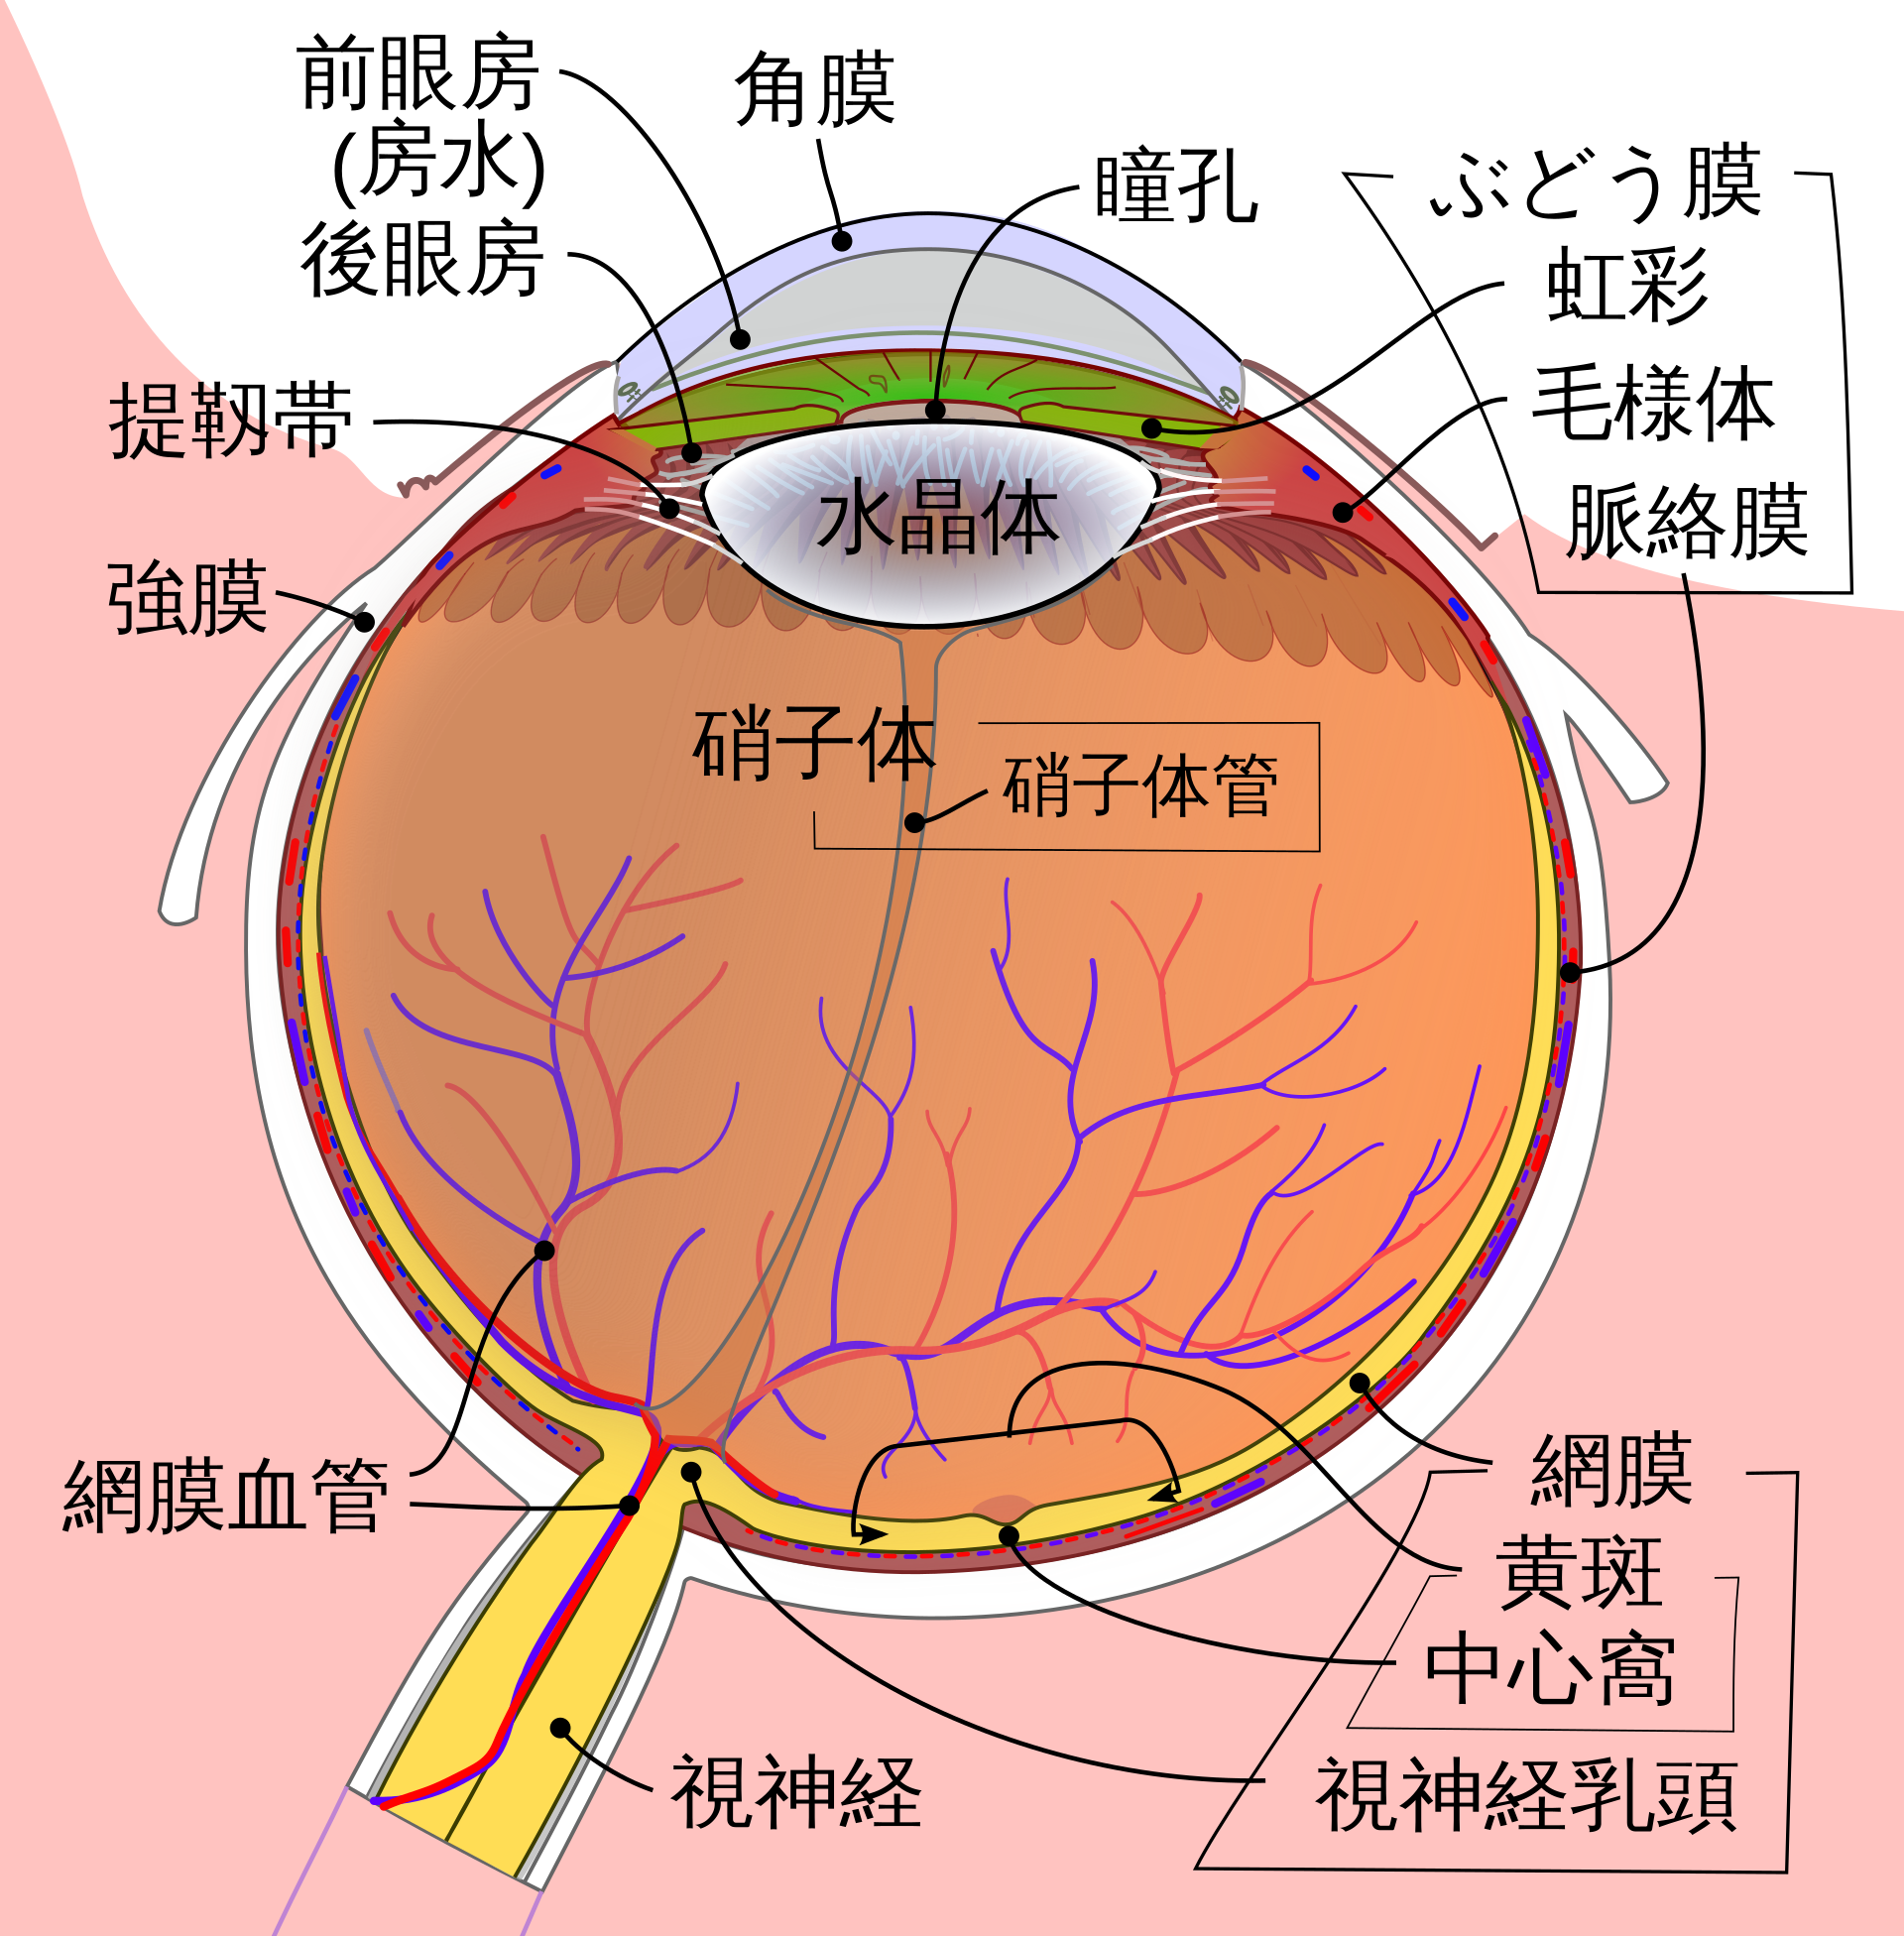 前眼房
(房水)
後眼房
角膜
瞳孔
ぶどう膜
虹彩
毛様体
脈絡膜
提靭帯
強膜
水晶体
硝子体
硝子体管
網膜血管
視神経
網膜
黄斑
中心窩
視神経乳頭